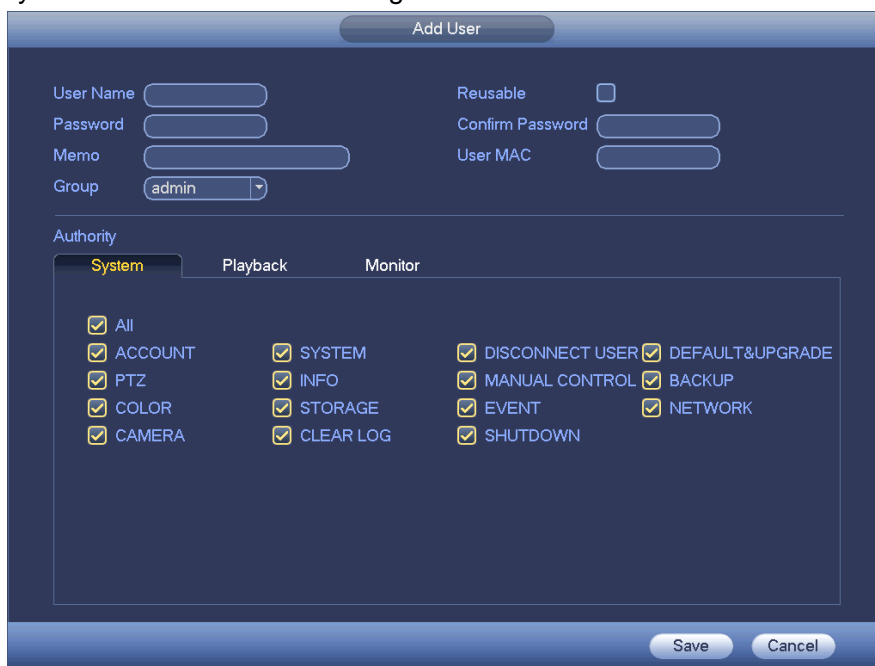 Add User
User Name
Reusable
Password
Confirm Password
Memo
User MAC
Group admin
Authority
System Playback Monitor
All
ACCOUNT SYSTEM DISCONNECT USER DEFAULT&UPGRADE
PTZ INFO MANUAL CONTROL BACKUP
COLOR STORAGE EVENT NETWORK
CAMERA CLEAR LOG SHUTDOWN
Save Cancel